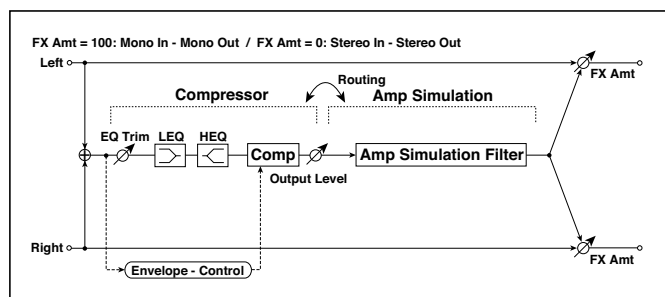 FX Amt = 100: Mono In - Mono Out / FX Amt = 0: Stereo In - Stereo Out
Left
FX Amt
Routing
Compressor
Amp Simulation
EQ Trim
LEQ
HEQ
Comp
Output Level
Amp Simulation Filter
Right
FX Amt
Envelope - Control